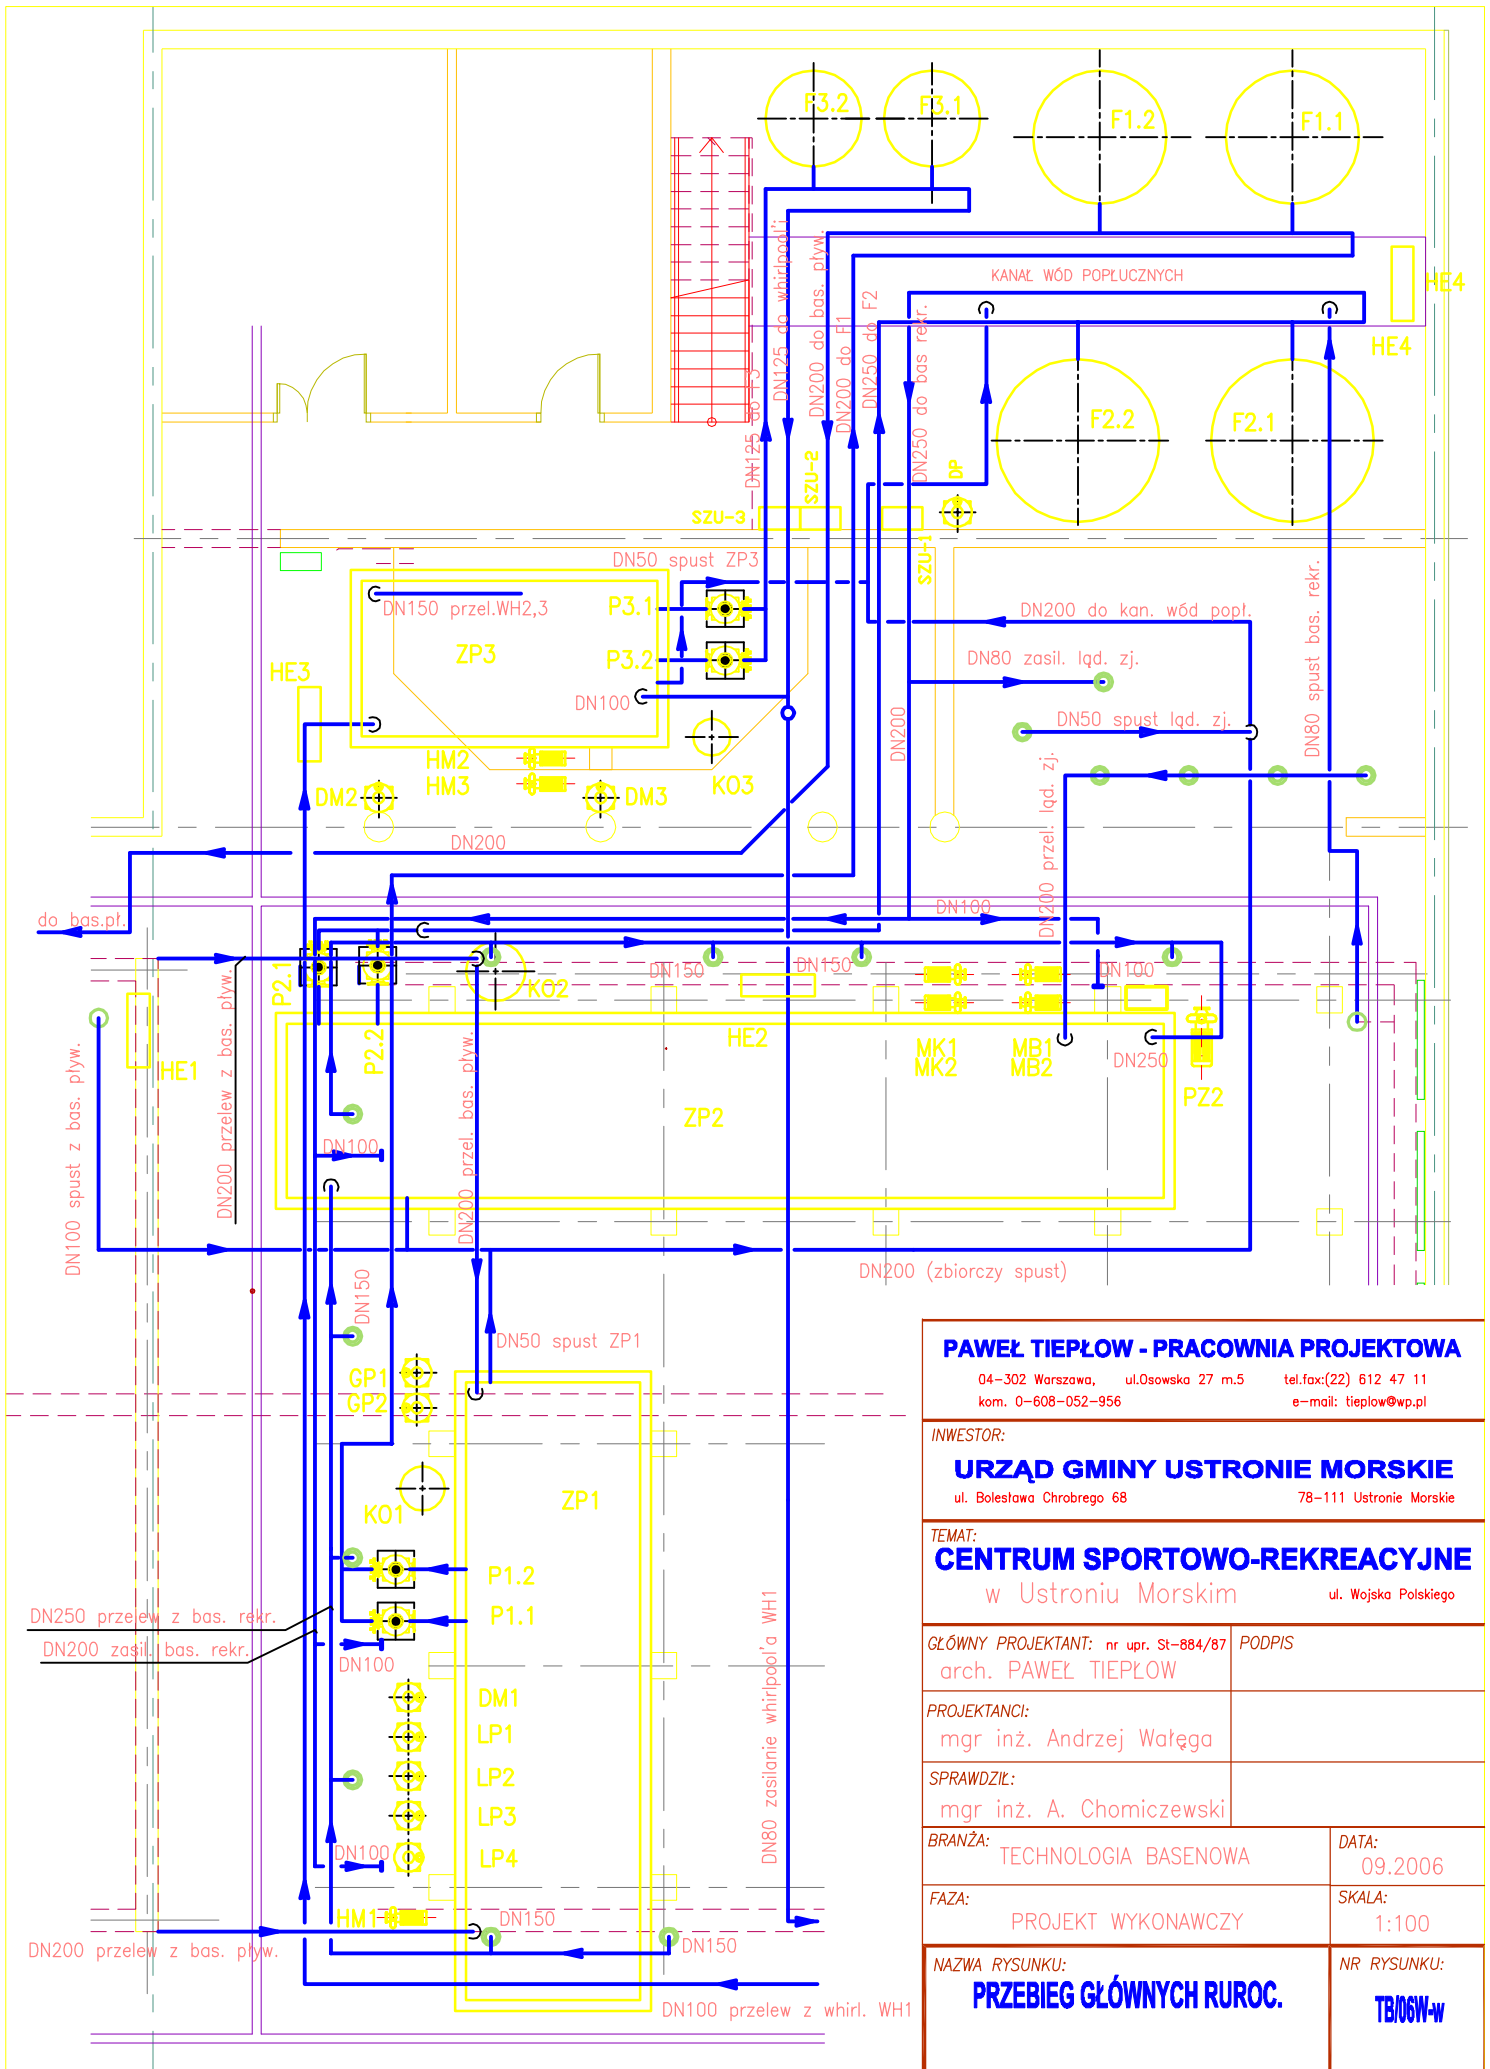 F3.2
F3.1
F1.2
F1.1
KANAŁ WÓD POPŁUCZNYCH
HE4
HE4
DN125 do F3
DN125 do whirlpool'i
DN200 do bas. pływ.
DN200 do F1
DN250 do F2
DN250 do bas rekr.
F2.2
F2.1
SZU-3
SZU-2
SZU-1
DP
DN50 spust ZP3
DN150 przel.WH2,3
P3.1
ZP3
P3.2
HE3
DN100
DN200 do kan. wód popł.
DN80 zasil. lqd. zj.
DN50 spust lqd. zj.
DN80 spust bas. rekr.
DN200
DN200 przel. lqd. zj.
HM2
HM3
DM2
DM3
KO3
DN200
do bas.pł.
DN100
P2.1
P2.2
KO2
DN150
DN150
DN100
HE1
DN100 spust z bas. pływ.
DN200 przelew z bas. pływ.
DN200 przel. bas. pływ.
HE2
MK1
MK2
MB1
MB2
DN250
PZ2
ZP2
DN100
DN200 (zbiorczy spust)
DN150
DN50 spust ZP1
GP1
GP2
KO1
ZP1
P1.2
P1.1
DN250 przelew z bas. rekr.
DN200 zasil. bas. rekr.
DN100
DM1
LP1
LP2
LP3
LP4
DN100
HM1
DN150
DN150
DN200 przelew z bas. pływ.
DN80 zasilanie whirlpool'a WH1
DN100 przelew z whirl. WH1
PAWEŁ TIEPŁOW - PRACOWNIA PROJEKTOWA
04-302 Warszawa, ul.Osowska 27 m.5 tel.fax:(22) 612 47 11
kom. 0-608-052-956 e-mail: tieplow@wp.pl
INWESTOR:
URZĄD GMINY USTRONIE MORSKIE
ul. Bolesława Chrobrego 68 78-111 Ustronie Morskie
TEMAT:
CENTRUM SPORTOWO-REKREACYJNE
w Ustroniu Morskim ul. Wojska Polskiego
GŁÓWNY PROJEKTANT: nr upr. St-884/87 PODPIS
arch. PAWEŁ TIEPŁOW
PROJEKTANCI:
mgr inż. Andrzej Wałęga
SPRAWDZIŁ:
mgr inż. A. Chomiczewski
BRANŻA: TECHNOLOGIA BASENOWA
DATA: 09.2006
FAZA: PROJEKT WYKONAWCZY
SKALA: 1:100
NAZWA RYSUNKU:
PRZEBIEG GŁÓWNYCH RUROC.
NR RYSUNKU:
TB/06W-w